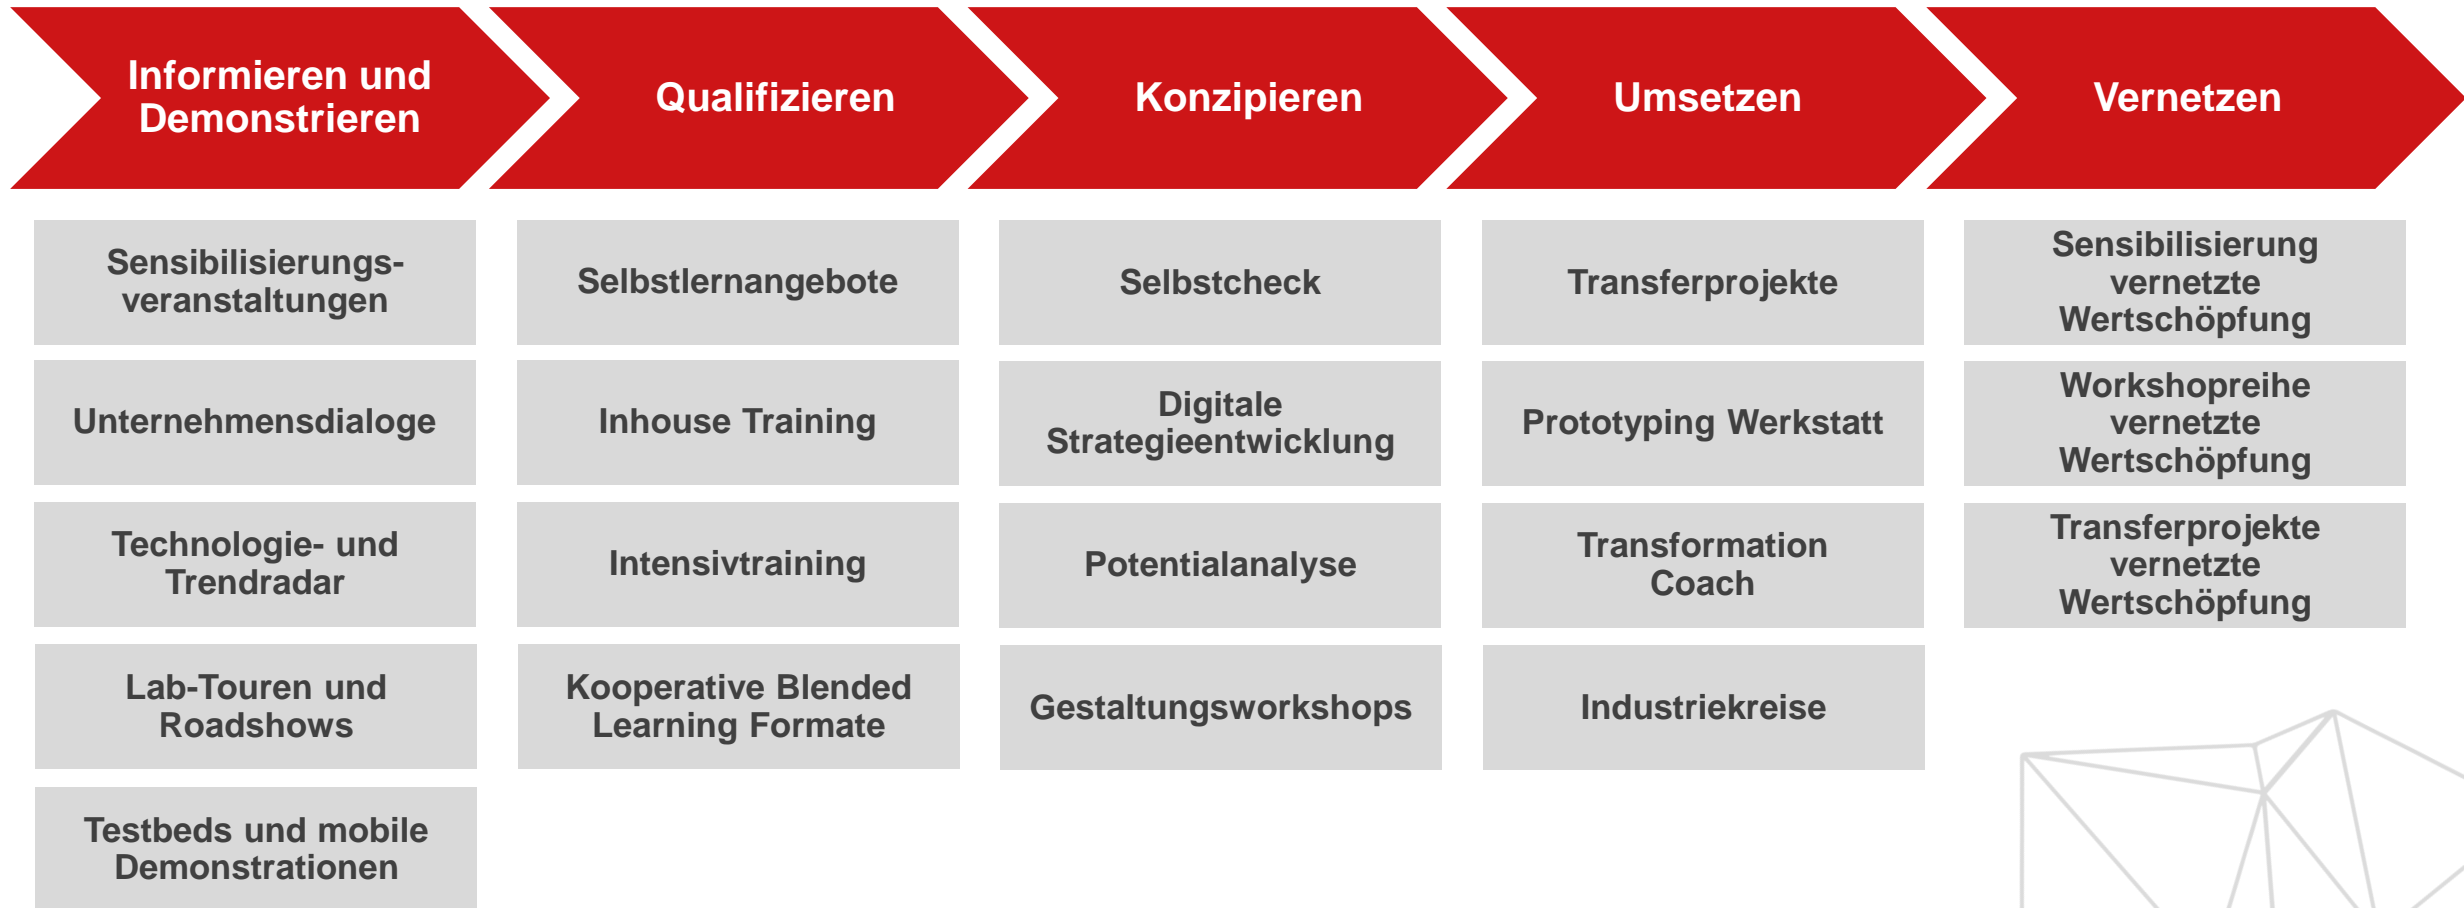 Informieren und
Demonstrieren
Qualifizieren
Konzipieren
Umsetzen
Vernetzen
Sensibilisierungs-
veranstaltungen
Unternehmensdialoge
Technologie- und
Trendradar
Lab-Touren und
Roadshows
Testbeds und mobile
Demonstrationen
Selbstlernangebote
Inhouse Training
Intensivtraining
Kooperative Blended
Learning Formate
Selbstcheck
Digitale
Strategieentwicklung
Potentialanalyse
Gestaltungsworkshops
Transferprojekte
Prototyping Werkstatt
Transformation
Coach
Industriekreise
Sensibilisierung
vernetzte
Wertschöpfung
Workshopreihe
vernetzte
Wertschöpfung
Transferprojekte
vernetzte
Wertschöpfung